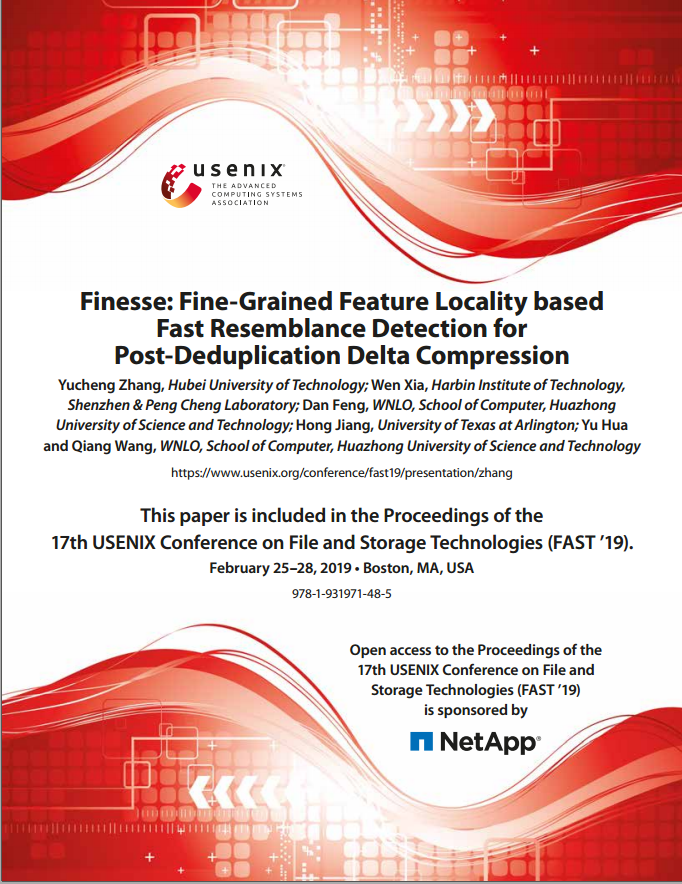 usenix®
THE ADVANCED
COMPUTING SYSTEMS
ASSOCIATION
Finesse: Fine-Grained Feature Locality based
Fast Resemblance Detection for
Post-Deduplication Delta Compression
Yucheng Zhang, Hubei University of Technology; Wen Xia, Harbin Institute of Technology,
Shenzhen & Peng Cheng Laboratory; Dan Feng, WNLO, School of Computer, Huazhong
University of Science and Technology; Hong Jiang, University of Texas at Arlington; Yu Hua
and Qiang Wang, WNLO, School of Computer, Huazhong University of Science and Technology
https://www.usenix.org/conference/fast19/presentation/zhang
This paper is included in the Proceedings of the
17th USENIX Conference on File and Storage Technologies (FAST ’19).
February 25–28, 2019 • Boston, MA, USA
978-1-931971-48-5
Open access to the Proceedings of the
17th USENIX Conference on File and
Storage Technologies (FAST ’19)
is sponsored by
NetApp®